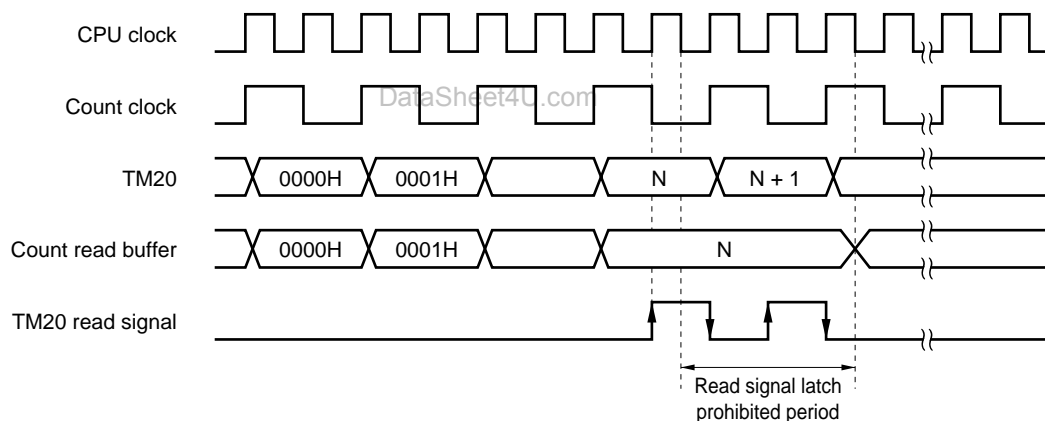 CPU clock
Count clock
DataSheet4U.com
TM20
0000H
0001H
N
N + 1
Count read buffer
0000H
0001H
N
TM20 read signal
Read signal latch
prohibited period